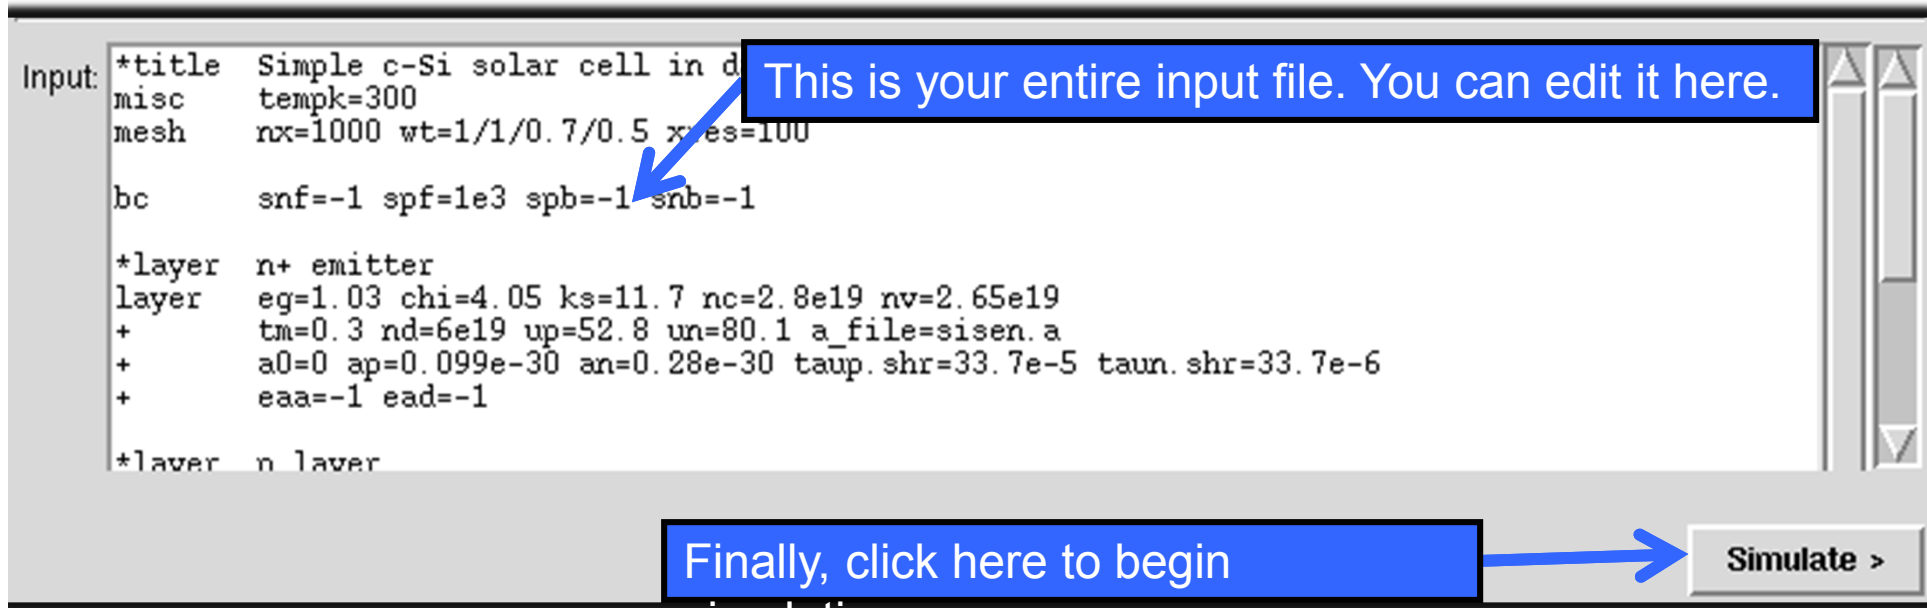 Input:
*title Simple c-Si solar cell in d
This is your entire input file. You can edit it here.
misc tempk=300
mesh nx=1000 wt=1/1/0.7/0.5 xres=100
bc snf=-1 spf=1e3 spb=-1 snb=-1
*layer n+ emitter
layer eg=1.03 chi=4.05 ks=11.7 nc=2.8e19 nv=2.65e19
+ tm=0.3 nd=6e19 up=52.8 un=80.1 a_file=sisen.a
+ a0=0 ap=0.099e-30 an=0.28e-30 taup.shr=33.7e-5 taun.shr=33.7e-6
+ eaa=-1 ead=-1
*layer n layer
Finally, click here to begin
Simulate >